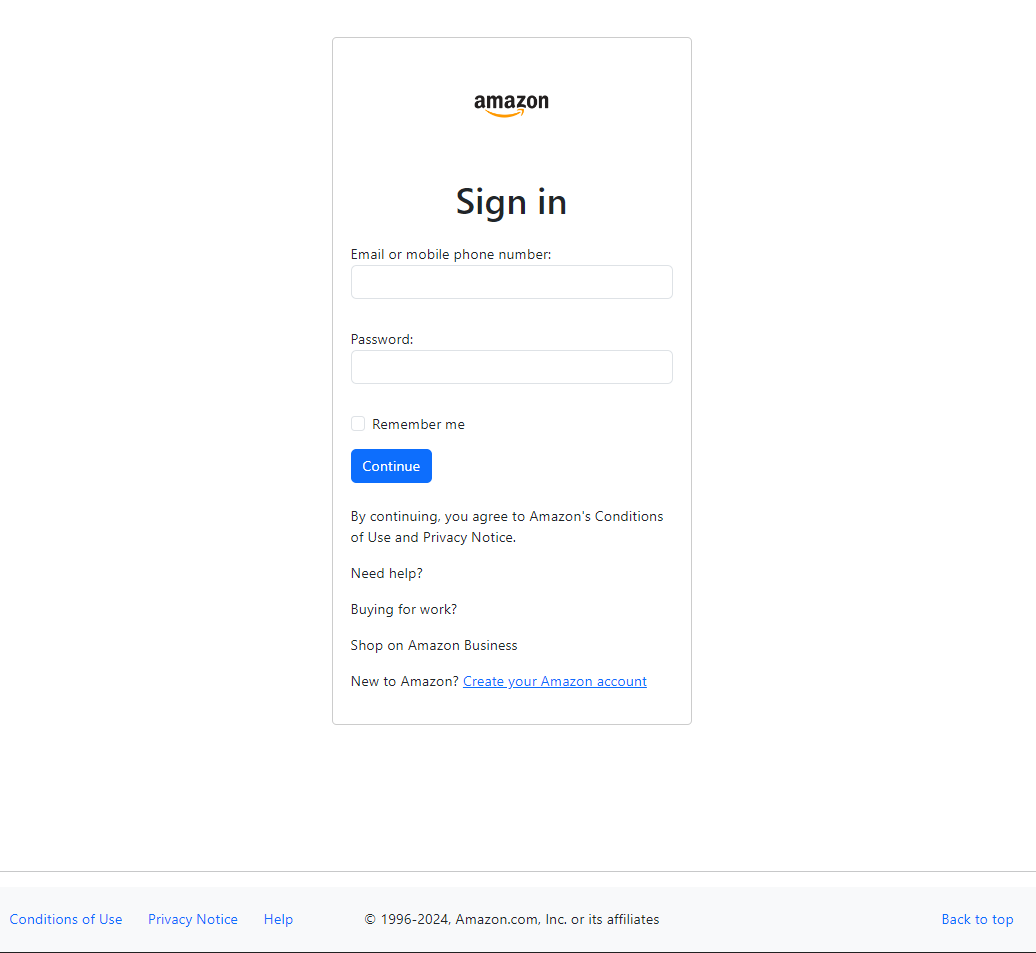 amazon
Sign in
Email or mobile phone number:
Password:
Remember me
Continue
By continuing, you agree to Amazon's Conditions
of Use and Privacy Notice.
Need help?
Buying for work?
Shop on Amazon Business
New to Amazon? Create your Amazon account
Conditions of Use Privacy Notice Help © 1996-2024, Amazon.com, Inc. or its affiliates Back to top